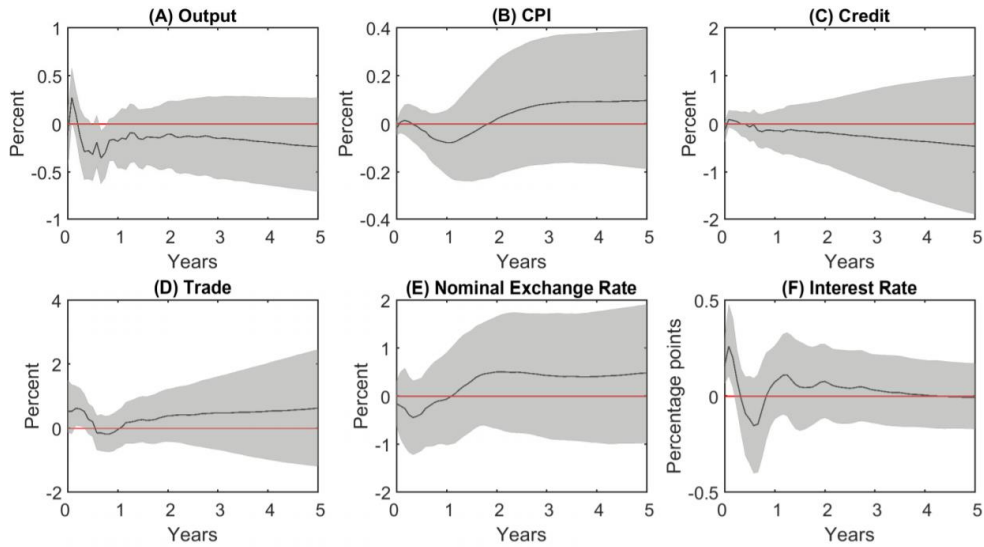 (A) Output
(B) CPI
(C) Credit
1
0.5
0
-0.5
-1
Percent
0 1 2 3 4 5
Years
0.4
0.2
0
-0.2
-0.4
Percent
0 1 2 3 4 5
Years
2
1
0
-1
-2
Percent
0 1 2 3 4 5
Years
(D) Trade
(E) Nominal Exchange Rate
(F) Interest Rate
4
2
0
-2
Percent
0 1 2 3 4 5
Years
2
1
0
-1
-2
Percent
0 1 2 3 4 5
Years
0.5
0
-0.5
Percentage points
0 1 2 3 4 5
Years